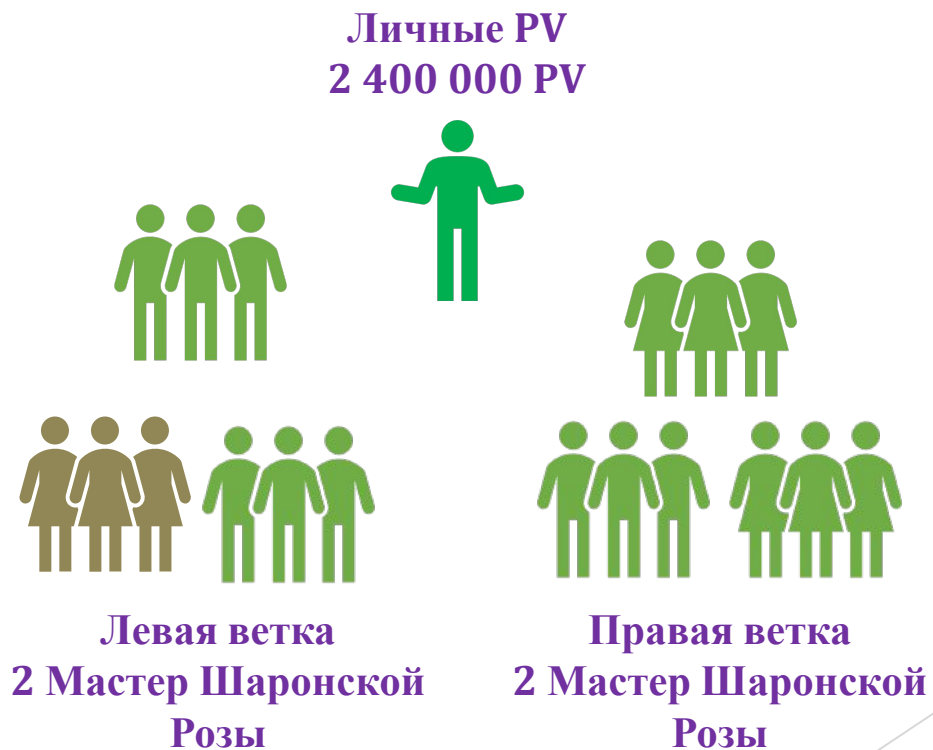 Личные PV
2 400 000 PV
Левая ветка
2 Мастер Шаронской
Розы
Правая ветка
2 Мастер Шаронской
Розы